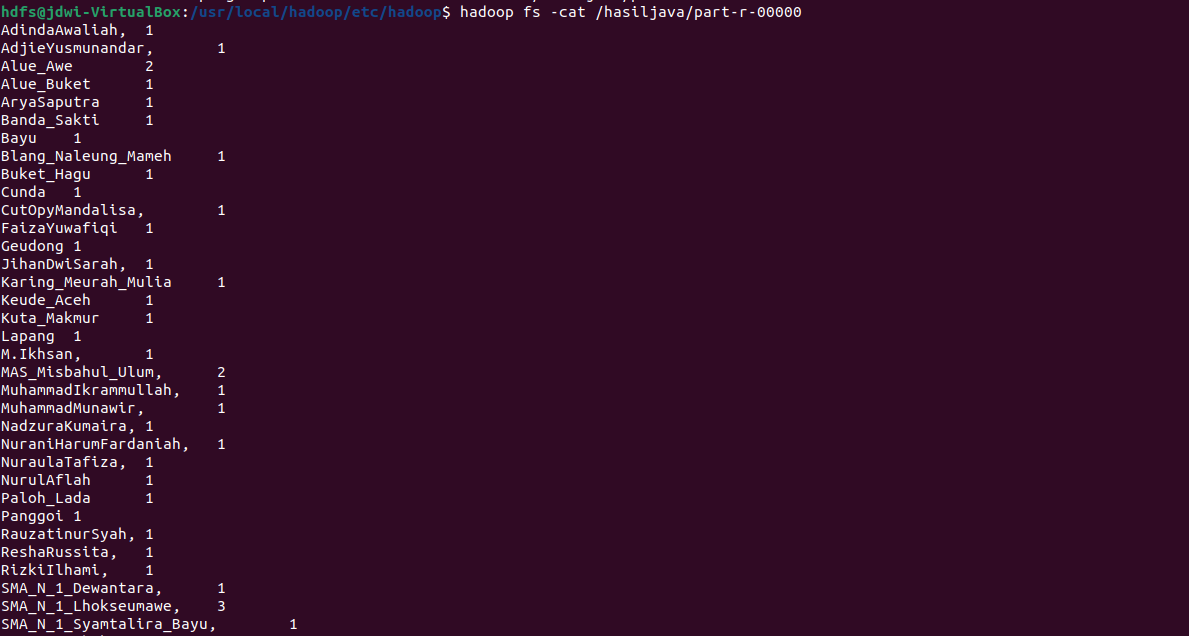 hdfs@jdwi-VirtualBox:/usr/local/hadoop/etc/hadoop$ hadoop fs -cat /hasiljava/part-r-00000
AdindaAwaliah,	1
AdjieYusmunandar,	1
Alue_Awe	2
Alue_Buket	1
AryaSaputra	1
Banda_Sakti	1
Bayu	1
Blang_Naleung_Mameh	1
Buket_Hagu	1
Cunda	1
CutOpyMandalisa,	1
FaizaYuwafiqi	1
Geudong	1
JihanDwiSarah,	1
Karing_Meurah_Mulia	1
Keude_Aceh	1
Kuta_Makmur	1
Lapang	1
M.Ikhsan,	1
MAS_Misbahul_Ulum,	2
MuhammadIkrammullah,	1
MuhammadMunawir,	1
NadzuraKumaira,	1
NuraniHarumFardaniah,	1
NuraulaTafiza,	1
NurulAflah	1
Paloh_Lada	1
Panggoi	1
RauzatinurSyah,	1
ReshaRussita,	1
RizkiIlhami,	1
SMA_N_1_Dewantara,	1
SMA_N_1_Lhokseumawe,	3
SMA_N_1_Syamtalira_Bayu,	1